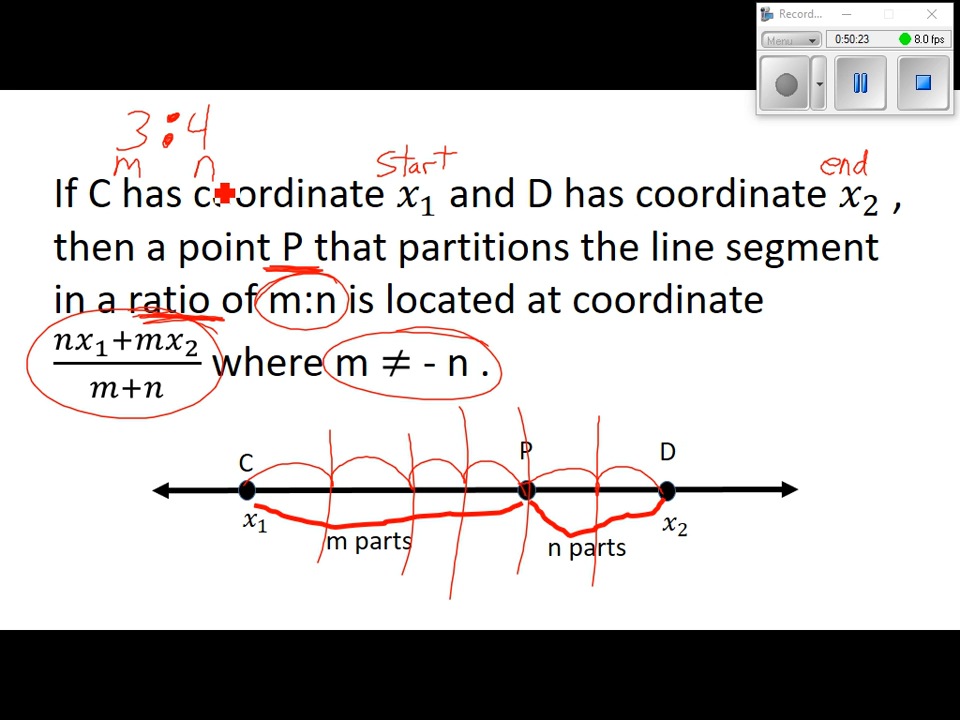 Record...
Menu
0:50:23
8.0 fps
3:4
m n
start
end
If C has coordinate x₁ and D has coordinate x₂ ,
then a point P that partitions the line segment
in a ratio of m:n is located at coordinate
nx₁+mx₂
m+n
where m ≠ - n .
C P D
x₁ x₂
m parts n parts